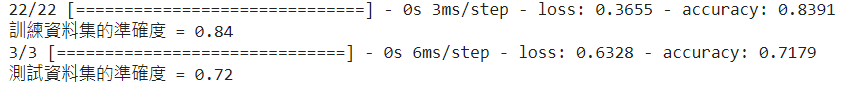 22/22 [==============================] - 0s 3ms/step - loss: 0.3655 - accuracy: 0.8391
訓練資料集的準確度 = 0.84
3/3 [==============================] - 0s 6ms/step - loss: 0.6328 - accuracy: 0.7179
測試資料集的準確度 = 0.72